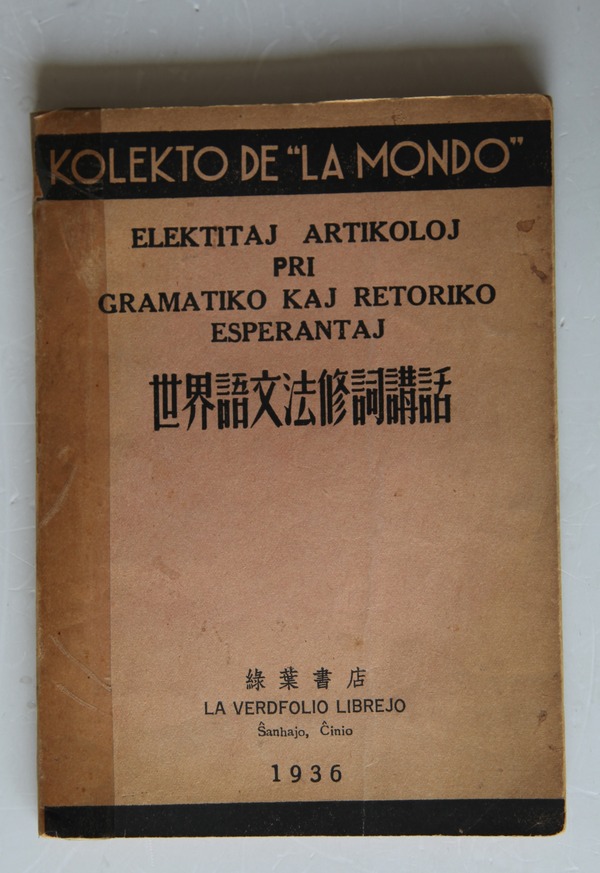 KOLEKTO DE "LA MONDO"
ELEKTITAJ ARTIKOLOJ
PRI
GRAMATIKO KAJ RETORIKO
ESPERANTAJ
世界語文法修詞講話
綠葉書店
LA VERDFOLIO LIBREJO
Ŝanhajo, Ĉinio
1936